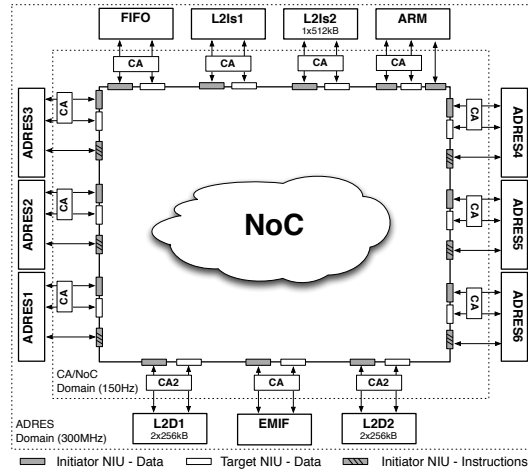 FIFO
L2Is1
L2Is2
1x512kB
ARM
CA
CA
CA
CA
ADRES3
CA
CA
ADRES4
ADRES2
CA
NoC
CA
ADRES5
ADRES1
CA
CA
ADRES6
CA/NoC
Domain (150Hz)
CA2
CA
CA2
ADRES
Domain (300MHz)
L2D1
2x256kB
EMIF
L2D2
2x256kB
Initiator NIU - Data
Target NIU - Data
Initiator NIU - Instructions